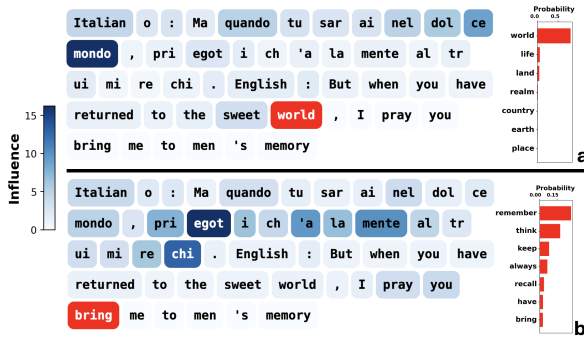 Italian o : Ma quando tu sar ai nel dol ce
mondo , pri egot i ch 'a la mente al tr
ui mi re chi . English : But when you have
returned to the sweet world , I pray you
bring me to men 's memory
Probability
0.0 0.5
world
life
land
realm
country
earth
place
a
Influence
15
10
5
0
Italian o : Ma quando tu sar ai nel dol ce
mondo , pri egot i ch 'a la mente al tr
ui mi re chi . English : But when you have
returned to the sweet world , I pray you
bring me to men 's memory
Probability
0.00 0.15
remember
think
keep
always
recall
have
bring
b